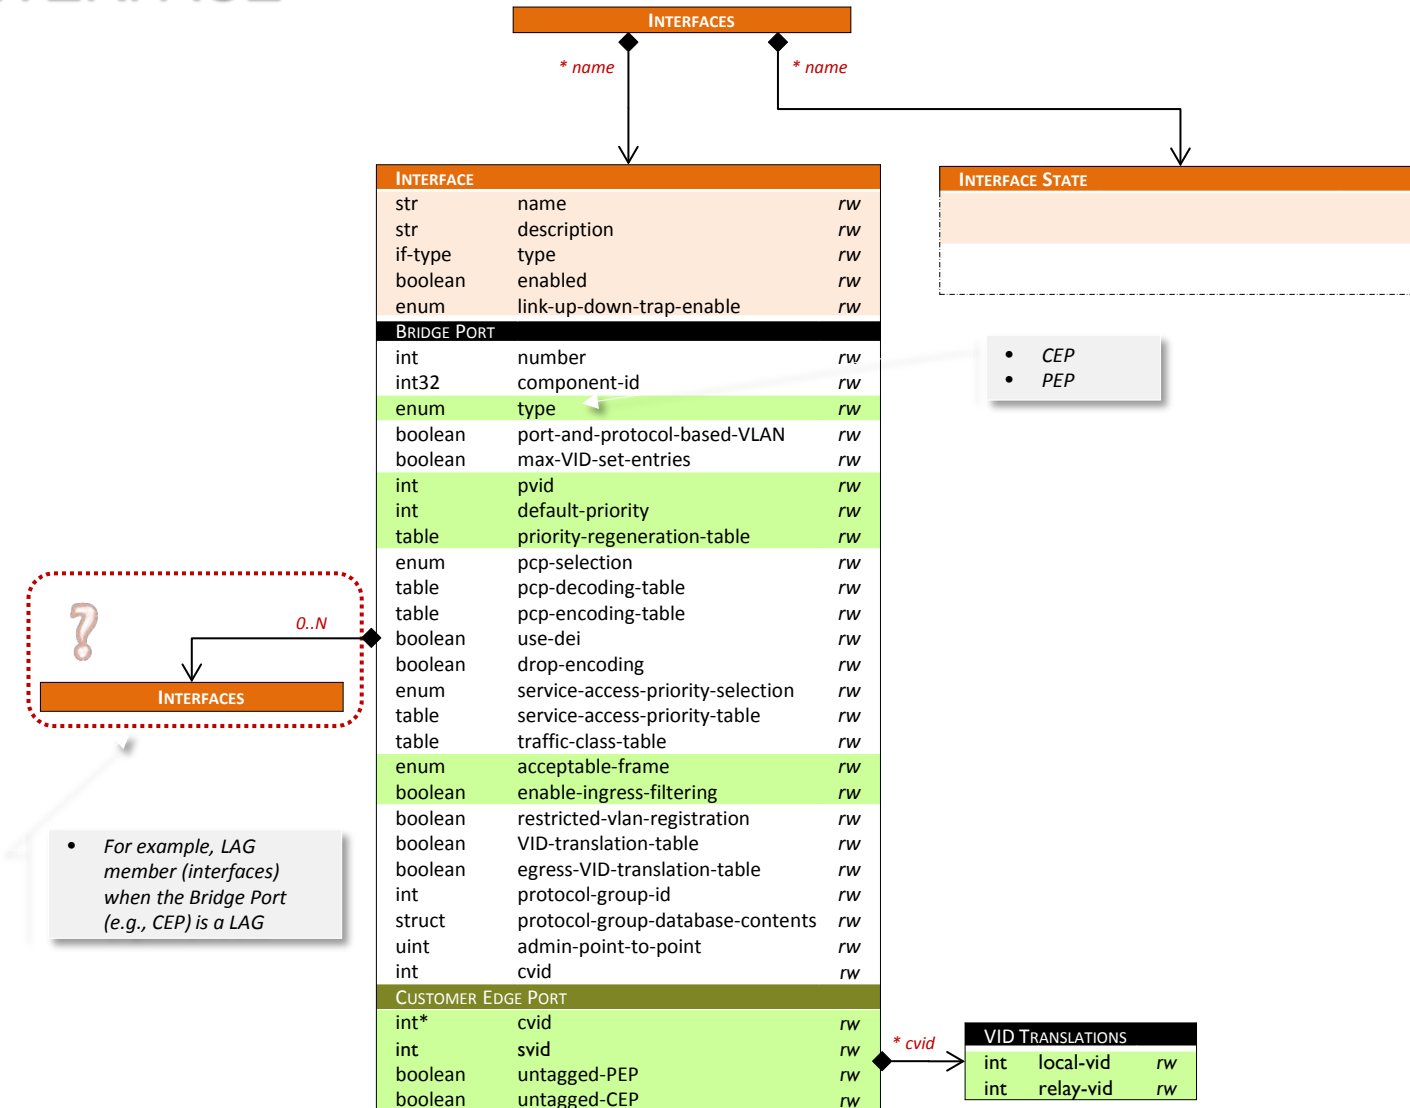 INTERFACES
* name
* name
INTERFACE
str name rw
str description rw
if-type type rw
boolean enabled rw
enum link-up-down-trap-enable rw
BRIDGE PORT
int number rw
int32 component-id rw
enum type rw
boolean port-and-protocol-based-VLAN rw
boolean max-VID-set-entries rw
int pvid rw
int default-priority rw
table priority-regeneration-table rw
enum pcp-selection rw
table pcp-decoding-table rw
table pcp-encoding-table rw
boolean use-dei rw
boolean drop-encoding rw
enum service-access-priority-selection rw
table service-access-priority-table rw
table traffic-class-table rw
enum acceptable-frame rw
boolean enable-ingress-filtering rw
boolean restricted-vlan-registration rw
boolean VID-translation-table rw
boolean egress-VID-translation-table rw
int protocol-group-id rw
struct protocol-group-database-contents rw
uint admin-point-to-point rw
int cvid rw
CUSTOMER EDGE PORT
int* cvid rw
int svid rw
boolean untagged-PEP rw
boolean untagged-CEP rw
INTERFACE STATE
• CEP
• PEP
?
0..N
INTERFACES
• For example, LAG
member (interfaces)
when the Bridge Port
(e.g., CEP) is a LAG
* cvid
VID TRANSLATIONS
int local-vid rw
int relay-vid rw